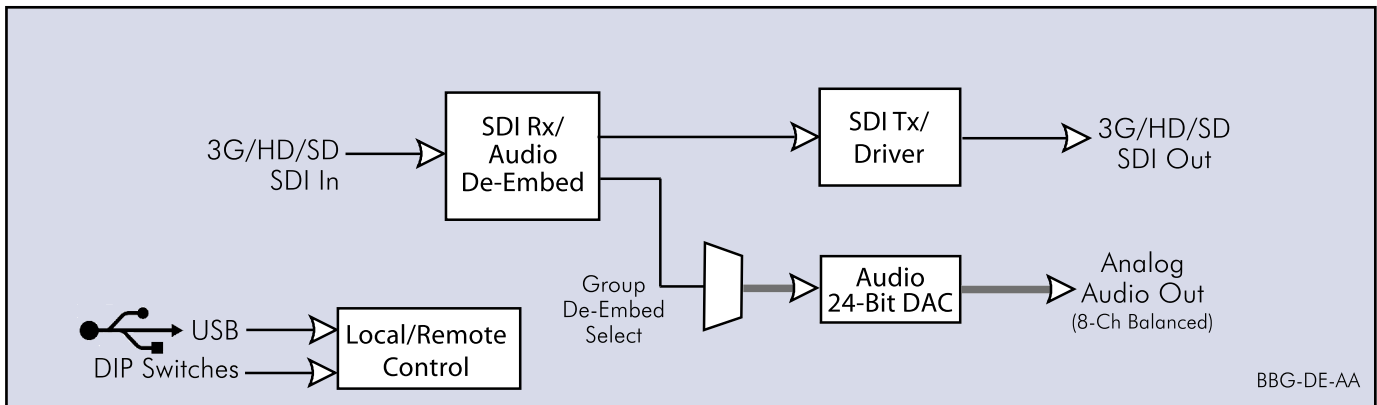 3G/HD/SD
SDI In
SDI Rx/
Audio
De-Embed
SDI Tx/
Driver
3G/HD/SD
SDI Out
Group
De-Embed
Select
Audio
24-Bit DAC
Analog
Audio Out
(8-Ch Balanced)
USB
DIP Switches
Local/Remote
Control
BBG-DE-AA